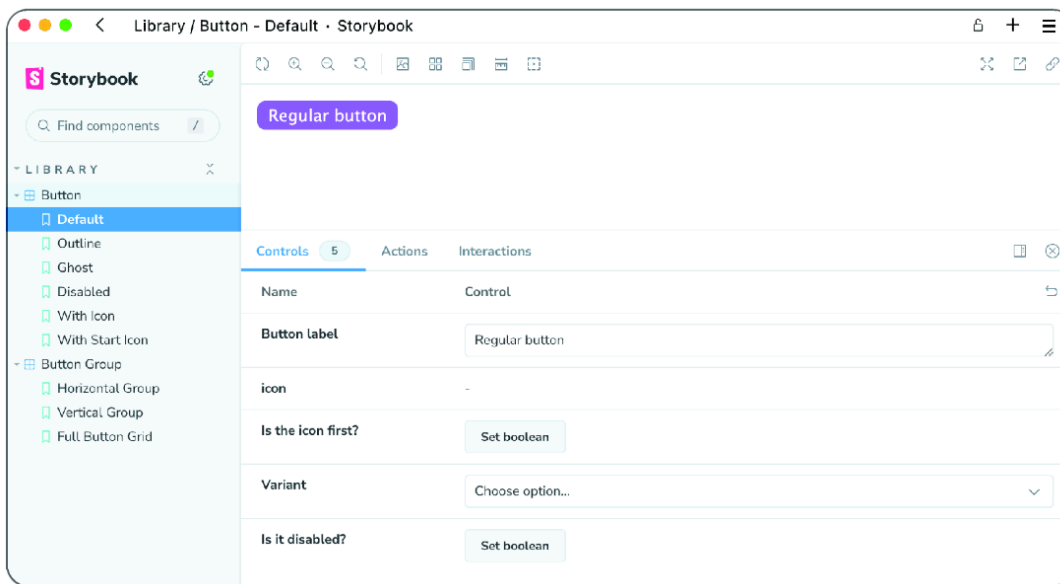 Library / Button - Default · Storybook
S Storybook
Find components /
LIBRARY
Button
Default
Outline
Ghost
Disabled
With Icon
With Start Icon
Button Group
Horizontal Group
Vertical Group
Full Button Grid
Regular button
Controls 5 Actions Interactions
Name Control
Button label Regular button
icon -
Is the icon first? Set boolean
Variant Choose option...
Is it disabled? Set boolean